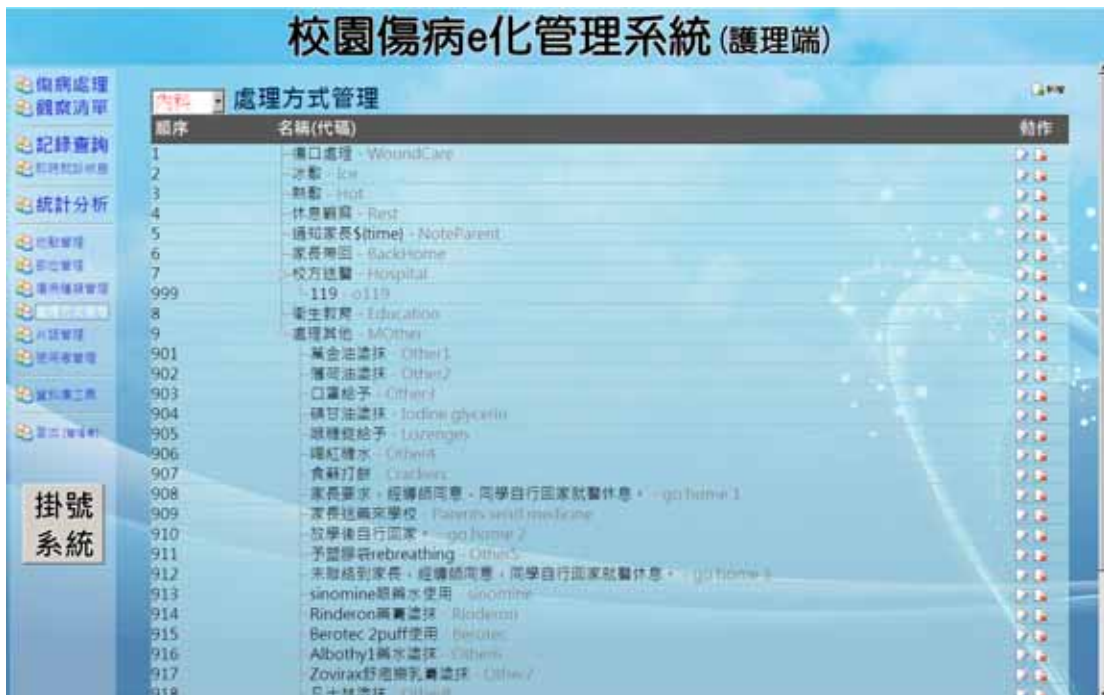 校園傷病e化管理系統(護理端)
傷病處理
觀察清單
記錄查詢
統計分析
掛號
系統
內科 處理方式管理
順序 名稱(代碼) 動作
1 傷口處理 - WoundCare
2 冰敷 - Ice
3 熱敷 - Hot
4 休息觀察 - Rest
5 通知家長$(time) - NoteParent
6 家長帶回 - BackHome
7 校方送醫 - Hospital
999 119 - o119
8 衛生教育 - Education
9 處理其他 - MOther
901 萬金油塗抹 - Other1
902 薄荷油塗抹 - Other2
903 口罩給予 - Other3
904 碘甘油塗抹 - Iodine glycerin
905 喉糖錠給予 - Lozenges
906 喝紅糖水 - Other4
907 食蘇打餅 - Crackers
908 家長要求，經導師同意，同學自行回家就醫休息。 - go home 1
909 家長送藥來學校 - Parents send medicine
910 放學後自行回家。 - go home 2
911 予塑膠袋rebreathing - Other5
912 未聯絡到家長，經導師同意，同學自行回家就醫休息。 - go home 3
913 sinomine眼藥水使用 - sinomine
914 Rinderon藥膏塗抹 - Rinderon
915 Berotec 2puff使用 - Berotec
916 Albothy1藥水塗抹 - Other6
917 Zovirax舒疱樂乳膏塗抹 - Other7
918 凡士林塗抹 - Other8